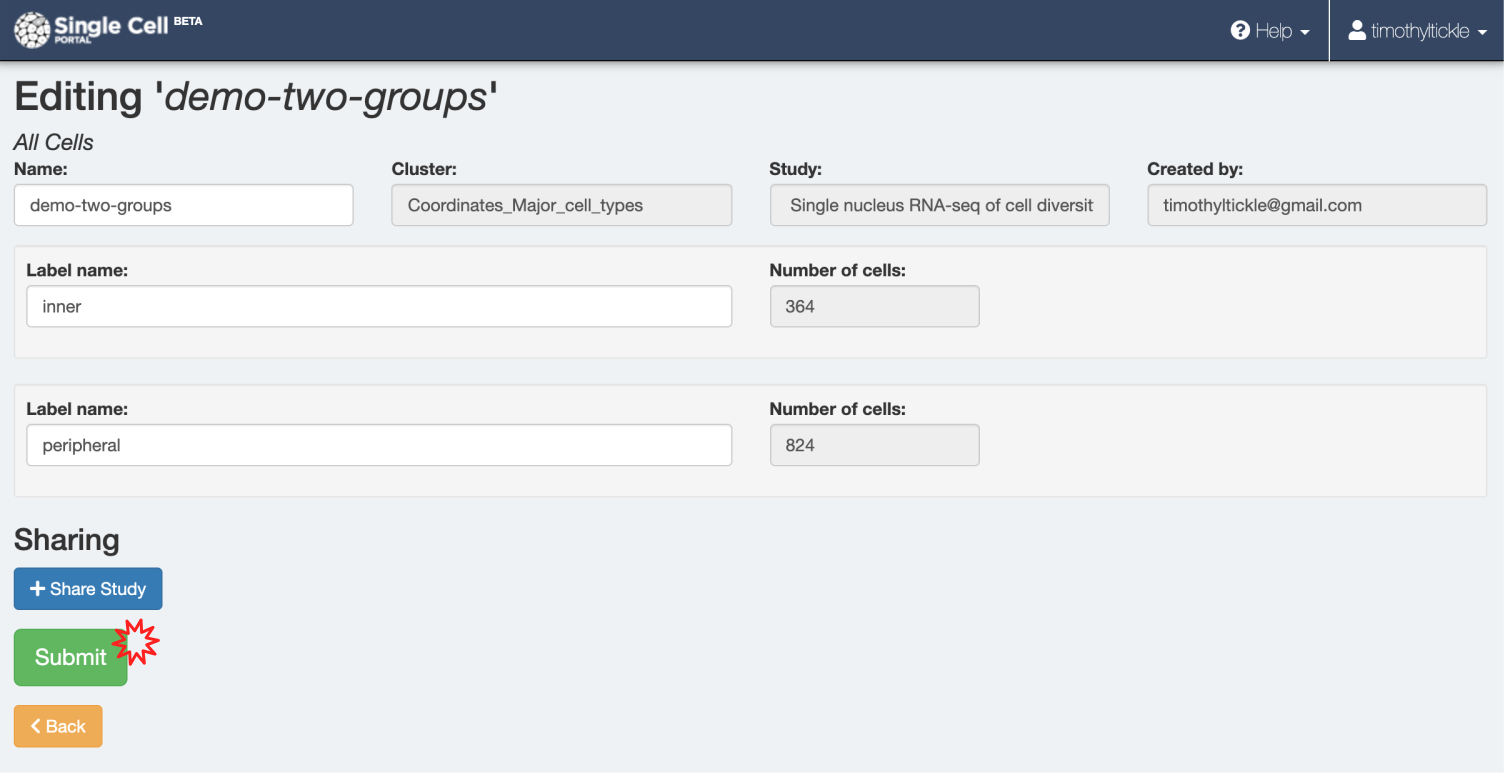 Single Cell BETA
PORTAL
Help
timothyltickle
Editing 'demo-two-groups'
All Cells
Name: Cluster: Study: Created by:
demo-two-groups Coordinates_Major_cell_types Single nucleus RNA-seq of cell diversit timothyltickle@gmail.com
Label name: Number of cells:
inner 364
Label name: Number of cells:
peripheral 824
Sharing
Share Study
Submit
Back